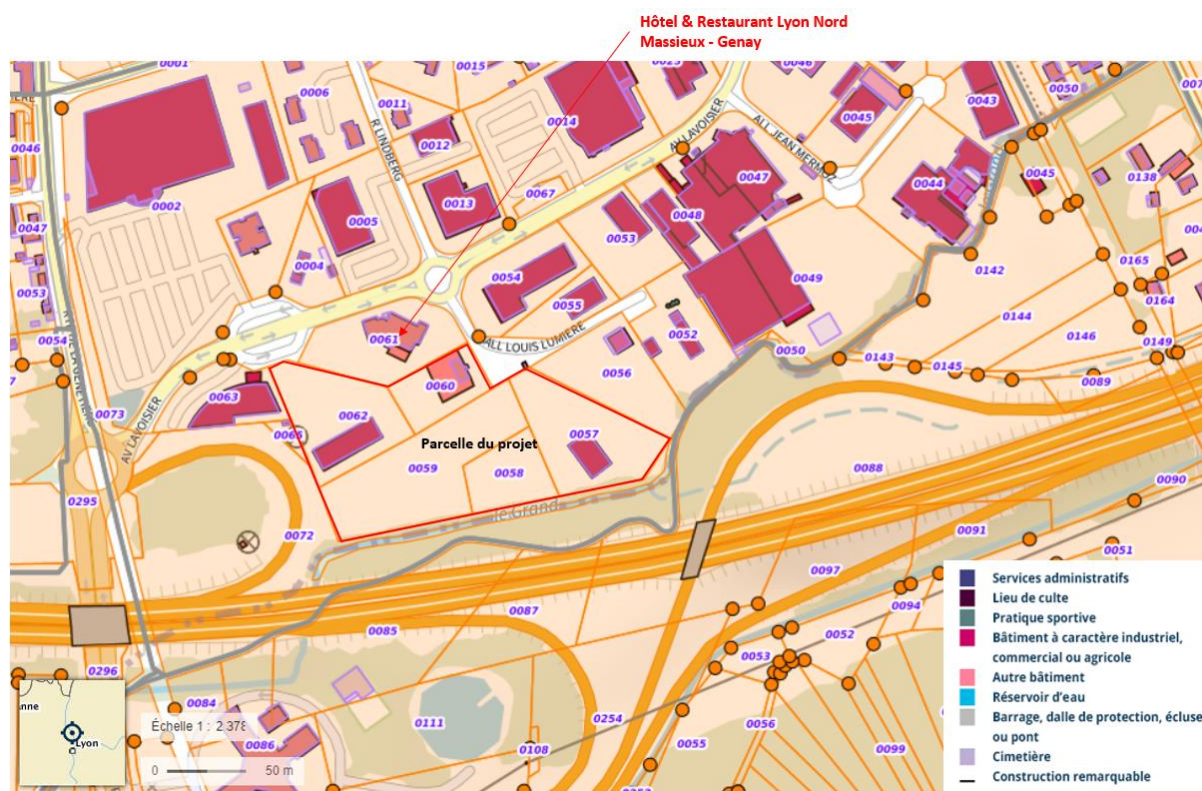 Hôtel & Restaurant Lyon Nord
Massieux - Genay
0001
0015
0046
0050
0006
0011
0043
0014
0045
0012
R LINDBERG
AV LAVOISIER
ALL JEAN MERMOZ
0046
0045
0138
0002
0005
0013
0067
0047
0044
0048
0047
0053
0004
0054
0049
0142
0165
0053
0055
0164
0061
ALL LOUIS LUMIERE
0052
0144
0146
0054
0050
0143
0149
0060
0056
0145
0089
0063
0073
AV LAVOISIER
0062
0057
0065
Parcelle du projet
0059
0058
0088
0090
0295
le Grand
0072
0091
0051
0097
0087
0094
0085
0052
0053
0296
0084
0111
0254
0056
0086
0108
0055
0099
Services administratifs
Lieu de culte
Pratique sportive
Bâtiment à caractère industriel,
commercial ou agricole
Autre bâtiment
Réservoir d'eau
Barrage, dalle de protection, écluse
ou pont
Cimetière
Construction remarquable
anne
Lyon
Échelle 1 : 2 378
0 50 m